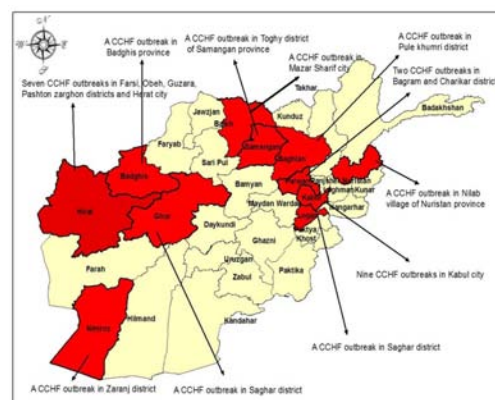 N
A CCHF outbreak in
Badghis province
A CCHF outbreak in Toghy district
of Samangan province
A CCHF outbreak in
Mazar Sharif city
A CCHF outbreak in
Pule khumri district
Two CCHF outbreaks in
Bagram and Charikar district
Seven CCHF outbreaks in Farsi, Obeh, Guzara,
Pashton zarghon districts and Herat city
Jawzjan
Balkh
Kunduz
Takhar
Badakhshan
Faryab
Samangan
Baghlan
Sari Pul
Badghis
Bamyan
Kunar
Laghman
A CCHF outbreak in Nilab
village of Nuristan province
Herat
Ghor
Maydan Wardak
Kabul
Nangarhar
Daykundi
Ghazni
Paktya
Khost
Nine CCHF outbreaks in Kabul city
Farah
Uruzgan
Zabul
Paktika
Nimroz
Hilmand
Kandahar
A CCHF outbreak in Saghar district
A CCHF outbreak in Zaranj district
A CCHF outbreak in Saghar district